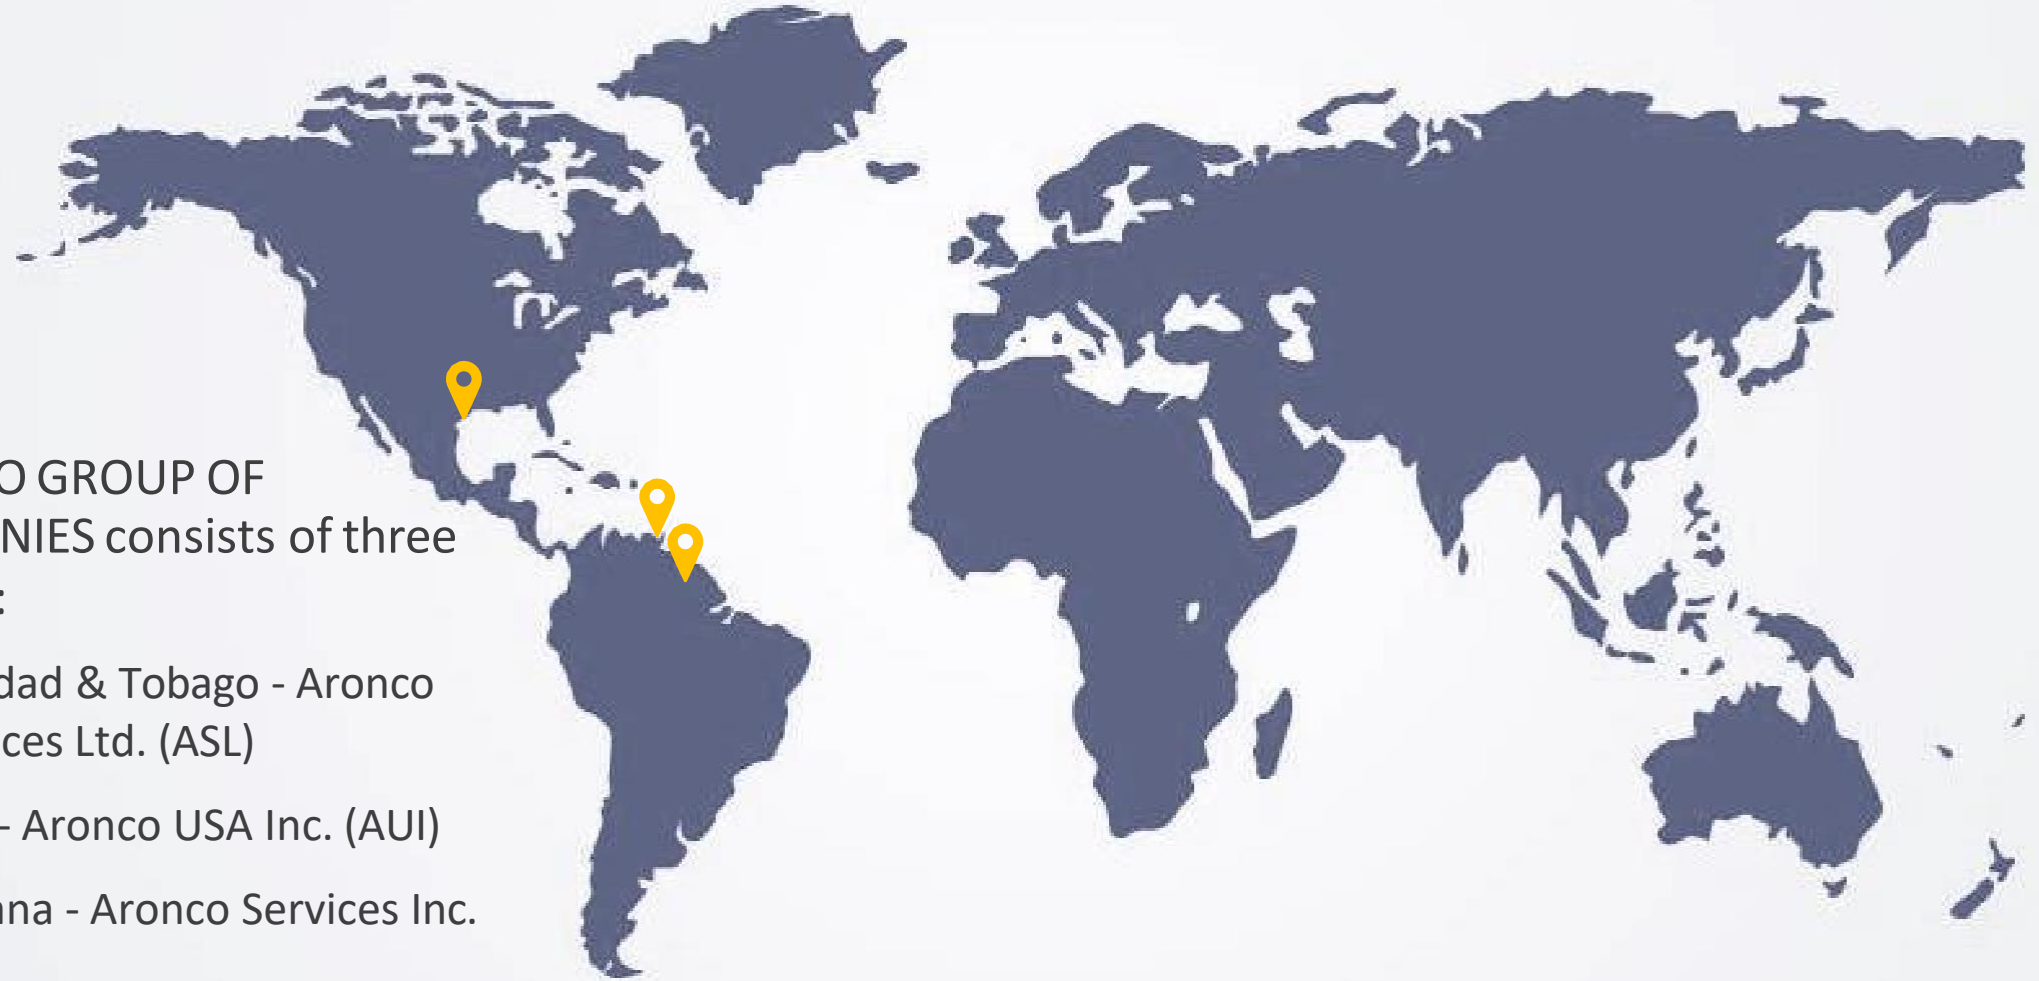 O GROUP OF
NIES consists of three
:
dad & Tobago - Aronco
ces Ltd. (ASL)
- Aronco USA Inc. (AUI)
na - Aronco Services Inc.